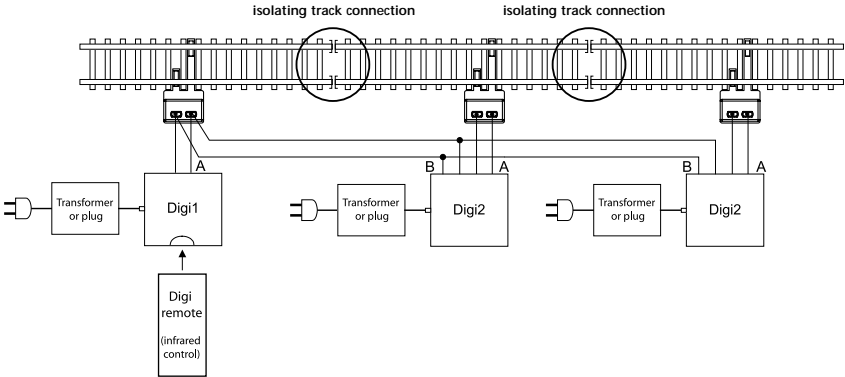 isolating track connection
isolating track connection
A
B
A
B
A
Transformer
or plug
Digi1
Transformer
or plug
Digi2
Transformer
or plug
Digi2
Digi
remote
(infrared
control)